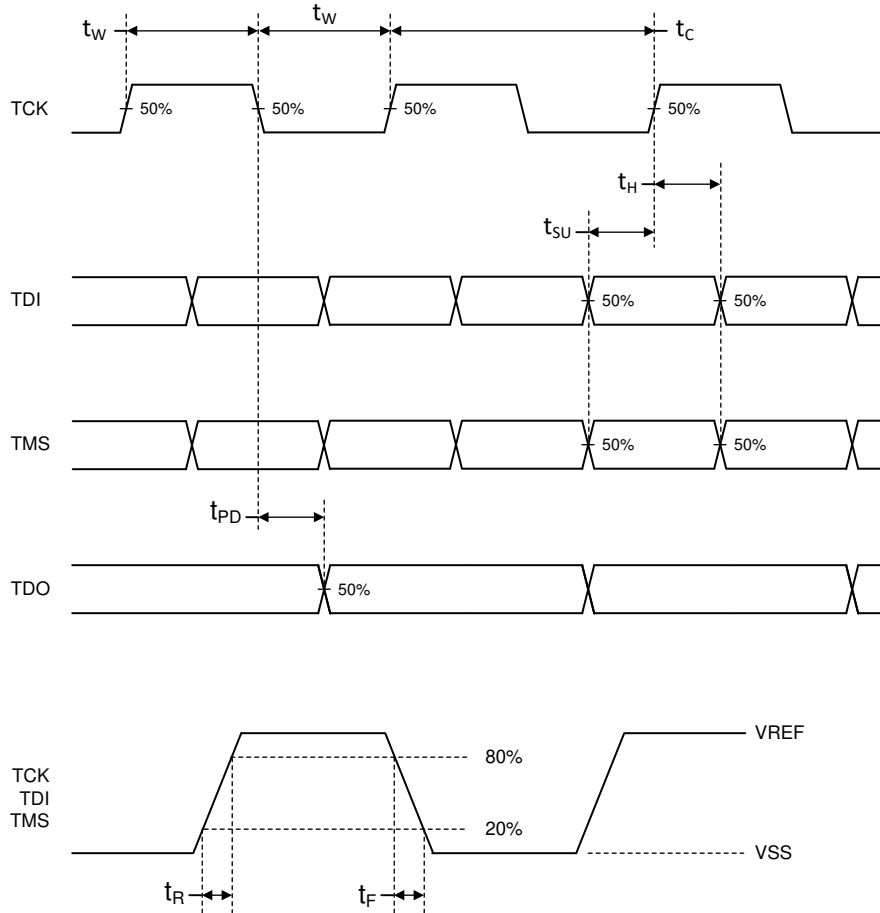 tW tW tC
TCK 50% 50% 50% 50%
tH
tSU
TDI 50% 50%
TMS 50% 50%
tPD
TDO 50%
VREF
80%
TCK
TDI
TMS
20%
VSS
tR tF